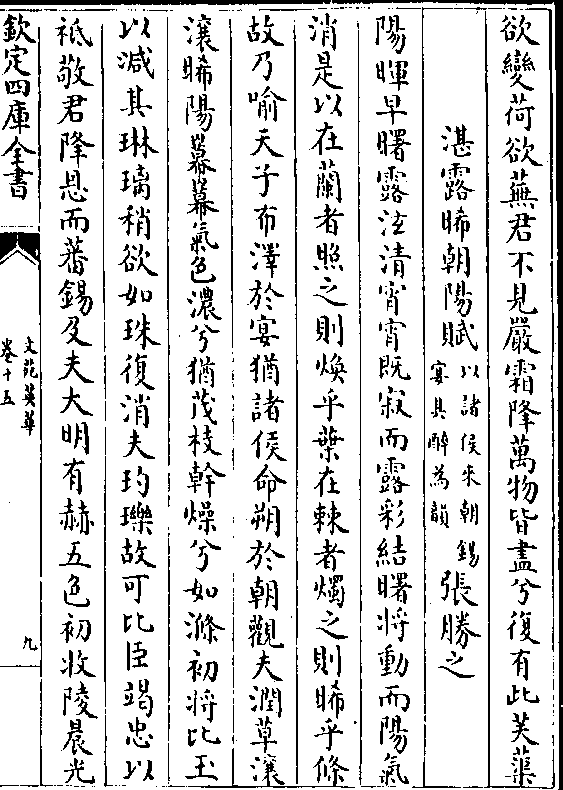 欲變荷欲蕪君不見嚴霜降萬物皆盡兮復有此芙蕖
湛露晞朝陽賦以諸侯來朝錫宴具醉為韻 張勝之
陽暉早曙露泫清宵宵既寂而露彩結曙將動而陽氣
消是以在蘭者照之則煥乎葉在棘者燭之則晞乎條
故乃喻天子布澤於宴猶諸侯命朔於朝觀夫潤草瀼
瀼晞陽冪冪氣色濃兮猶茂枝幹燥兮如滌初將比玉
以減其琳璃稍欲如珠復消夫玓瓅故可比臣竭忠以
祗敬君降恩而蕃錫及夫大明有赫五色初收陵晨光
欽定四庫全書
文苑英華
卷十五
九